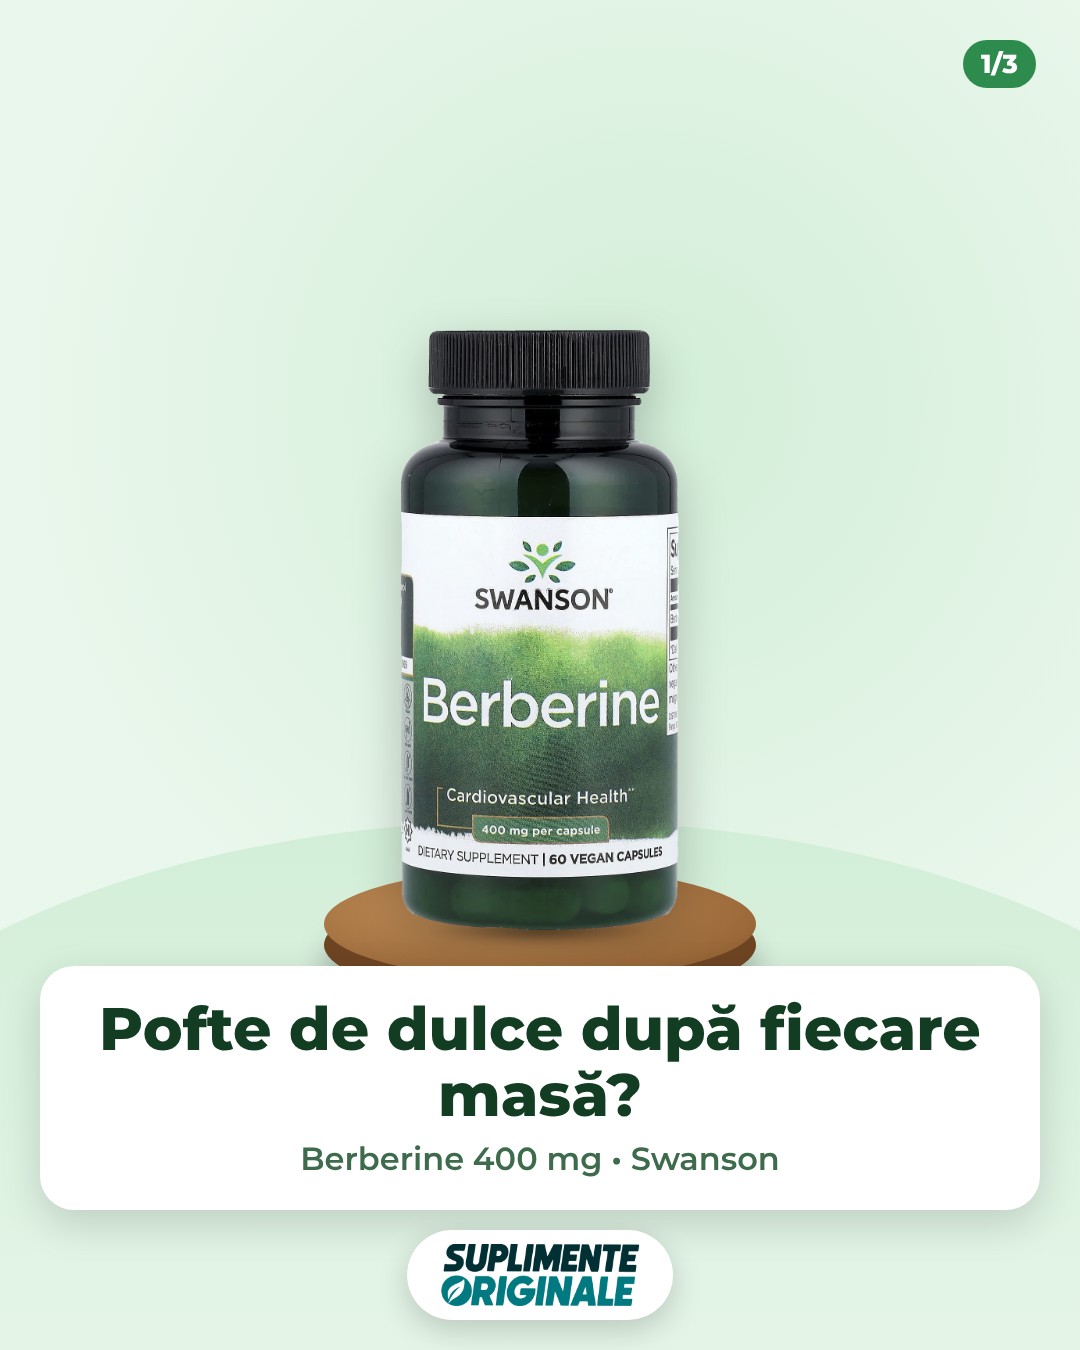 1/3
SWANSON®
Berberine
Cardiovascular Health
400 mg per capsule
DIETARY SUPPLEMENT | 60 VEGAN CAPSULES
Pofte de dulce după fiecare
masă?
Berberine 400 mg • Swanson
SUPLIMENTE
ORIGINALE